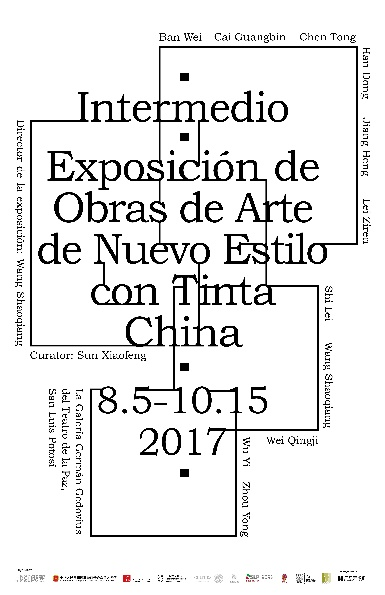 Ban Wei Cai Guangbin Chen Tong
Han Dong Jiang Heng Lei Ziren
Intermedio
Exposición de
Obras de Arte
de Nuevo Estilo
con Tinta
China
Director de la exposición: Wang Shaoqiang
Curator: Sun Xiaofeng
Shi Lei Wang Shaoqiang
8.5-10.15
2017
Wei Qingji
Wu Yi Zhou Yong
La Galería Germán Gedovius
del Teatro de la Paz,
San Luis Potosí